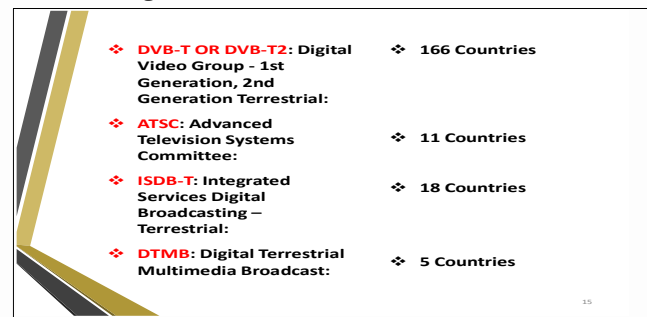 ❖ DVB-T OR DVB-T2: Digital
Video Group - 1st
Generation, 2nd
Generation Terrestrial:
❖ 166 Countries
❖ ATSC: Advanced
Television Systems
Committee:
❖ 11 Countries
❖ ISDB-T: Integrated
Services Digital
Broadcasting –
Terrestrial:
❖ 18 Countries
❖ DTMB: Digital Terrestrial
Multimedia Broadcast:
❖ 5 Countries
15